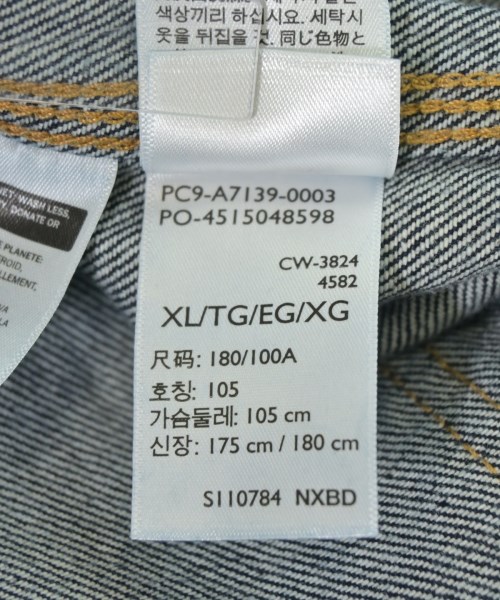 색상끼리 하십시요. 세탁시
옷을 뒤집을 것. 同じ色物と
PC9-A7139-0003
PO-4515048598
CW-3824
4582
XL/TG/EG/XG
尺码: 180/100A
호칭: 105
가슴둘레: 105 cm
신장: 175 cm / 180 cm
S110784 NXBD
WASH LESS,
DONATE OR
PLANETE: